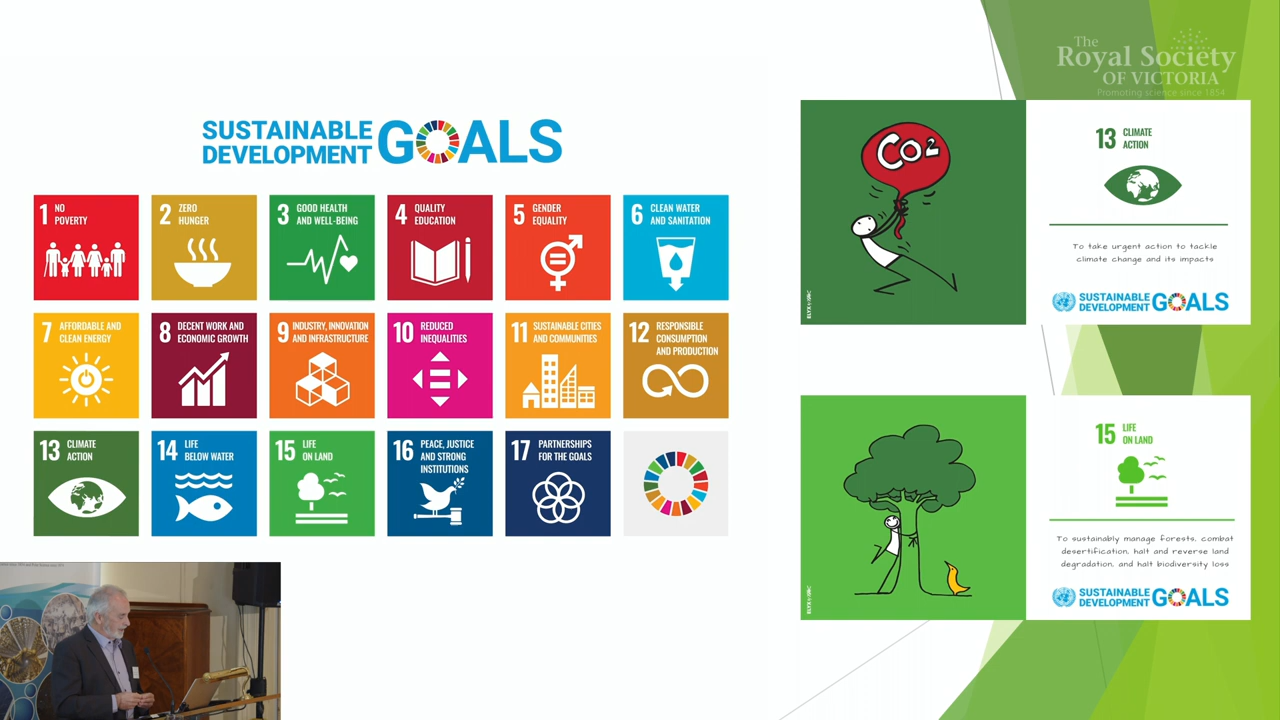 The
Royal Society
OF VICTORIA
Promoting science since 1854
SUSTAINABLE
DEVELOPMENT
GOALS
1 NO
POVERTY
2 ZERO
HUNGER
3 GOOD HEALTH
AND WELL-BEING
4 QUALITY
EDUCATION
5 GENDER
EQUALITY
6 CLEAN WATER
AND SANITATION
7 AFFORDABLE AND
CLEAN ENERGY
8 DECENT WORK AND
ECONOMIC GROWTH
9 INDUSTRY, INNOVATION
AND INFRASTRUCTURE
10 REDUCED
INEQUALITIES
11 SUSTAINABLE CITIES
AND COMMUNITIES
12 RESPONSIBLE
CONSUMPTION
AND PRODUCTION
13 CLIMATE
ACTION
14 LIFE
BELOW WATER
15 LIFE
ON LAND
16 PEACE, JUSTICE
AND STRONG
INSTITUTIONS
17 PARTNERSHIPS
FOR THE GOALS
CO2
13 CLIMATE
ACTION
To take urgent action to tackle
climate change and its impacts
SUSTAINABLE
DEVELOPMENT
GOALS
15 LIFE
ON LAND
To sustainably manage forests, combat
desertification, halt and reverse land
degradation, and halt biodiversity loss
SUSTAINABLE
DEVELOPMENT
GOALS